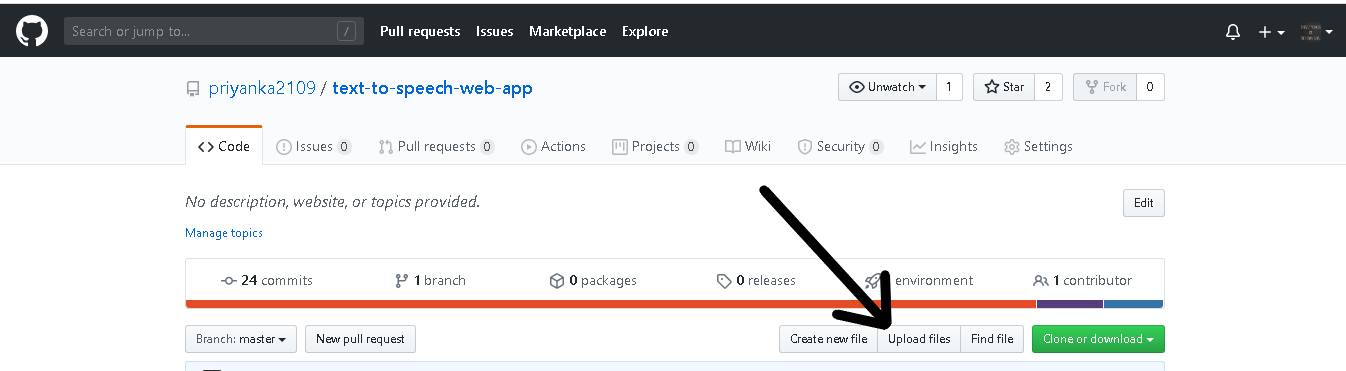 Search or jump to... / Pull requests Issues Marketplace Explore
priyanka2109 / text-to-speech-web-app Unwatch 1 Star 2 Fork 0
Code Issues 0 Pull requests 0 Actions Projects 0 Wiki Security 0 Insights Settings
No description, website, or topics provided. Edit
Manage topics
24 commits 1 branch 0 packages 0 releases environment 1 contributor
Branch: master New pull request Create new file Upload files Find file Clone or download